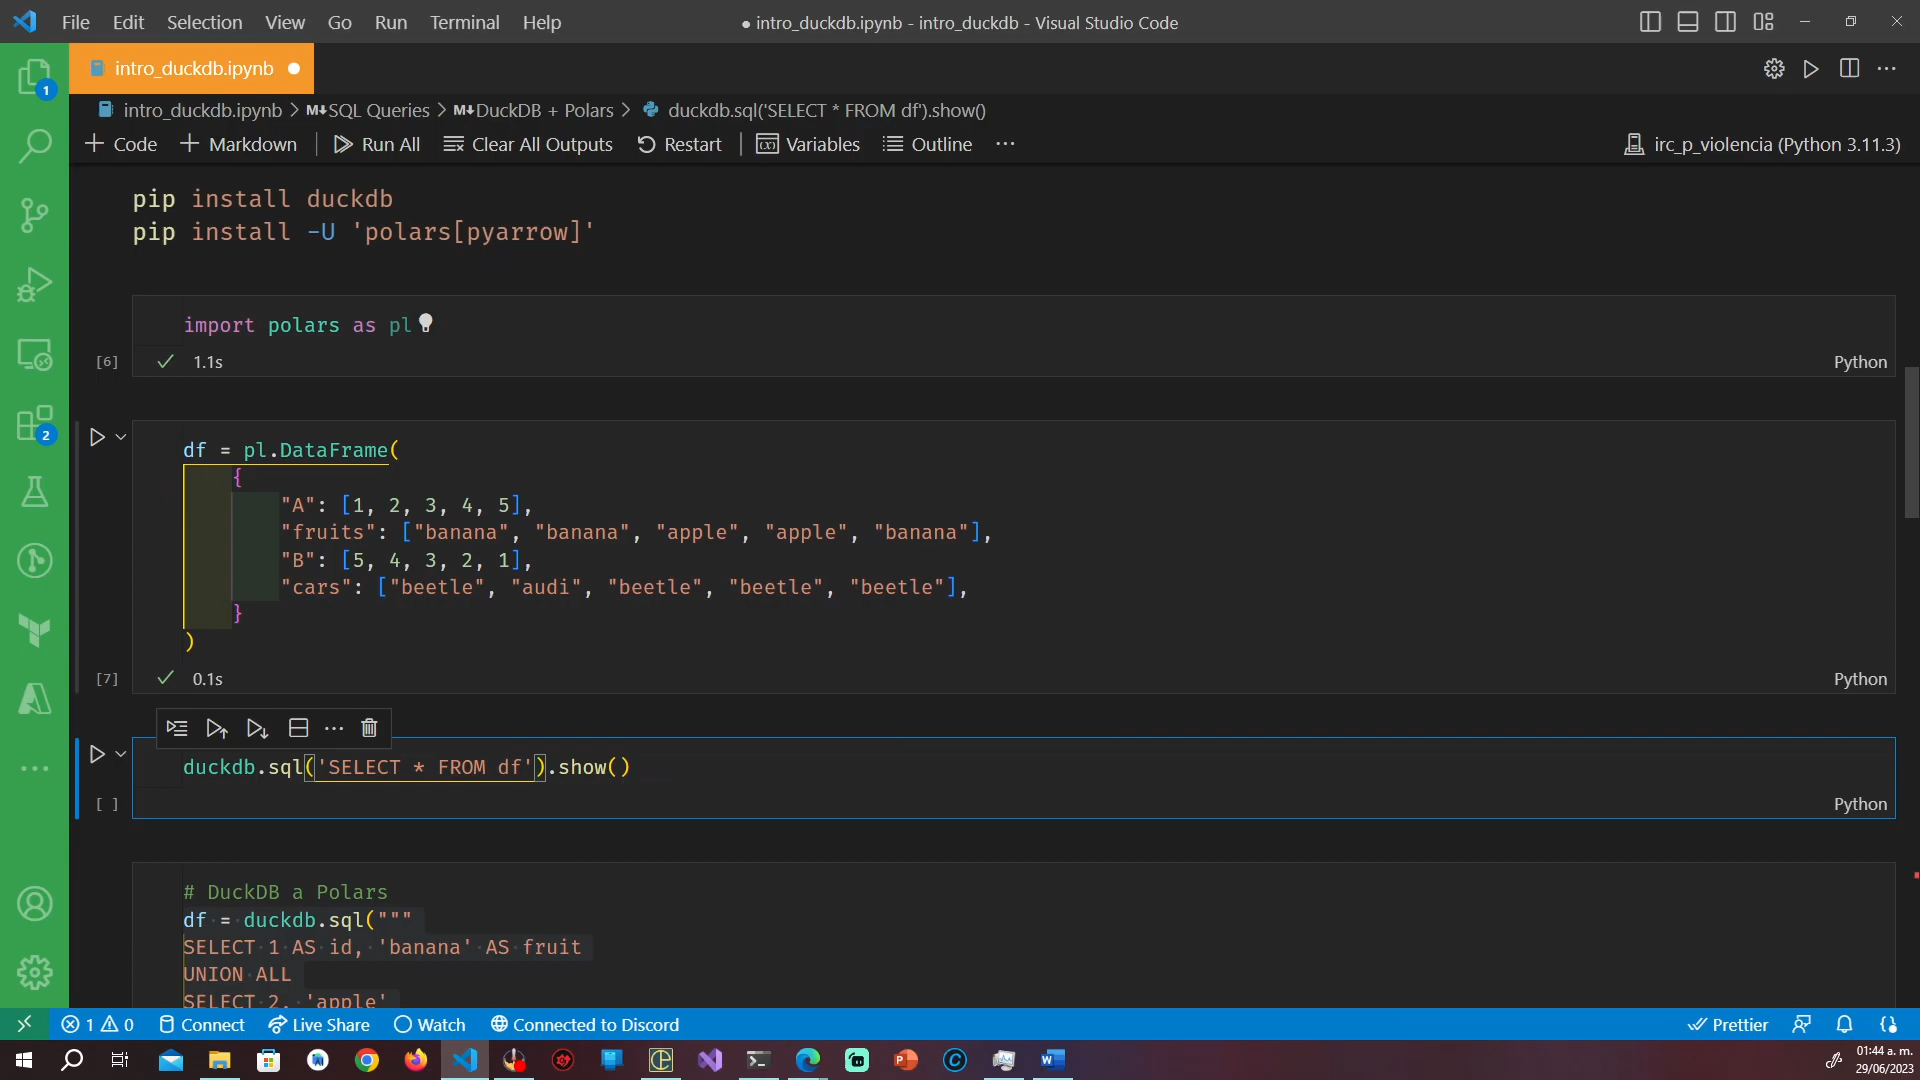 File Edit Selection View Go Run Terminal Help
● intro_duckdb.ipynb - intro_duckdb - Visual Studio Code
intro_duckdb.ipynb
1
intro_duckdb.ipynb > M↓SQL Queries > M↓DuckDB + Polars > duckdb.sql('SELECT * FROM df').show()
+ Code + Markdown Run All Clear All Outputs Restart Variables Outline ··· irc_p_violencia (Python 3.11.3)
pip install duckdb
pip install -U 'polars[pyarrow]'
import polars as pl
[6] ✓ 1.1s Python
2
df = pl.DataFrame(
{
"A": [1, 2, 3, 4, 5],
"fruits": ["banana", "banana", "apple", "apple", "banana"],
"B": [5, 4, 3, 2, 1],
"cars": ["beetle", "audi", "beetle", "beetle", "beetle"],
}
)
[7] ✓ 0.1s Python
duckdb.sql('SELECT * FROM df').show()
[ ] Python
# DuckDB a Polars
df = duckdb.sql("""
SELECT 1 AS id, 'banana' AS fruit
UNION ALL
SELECT 2, 'apple'
1 0 Connect Live Share Watch Connected to Discord Prettier
01:44 a. m.
29/06/2023